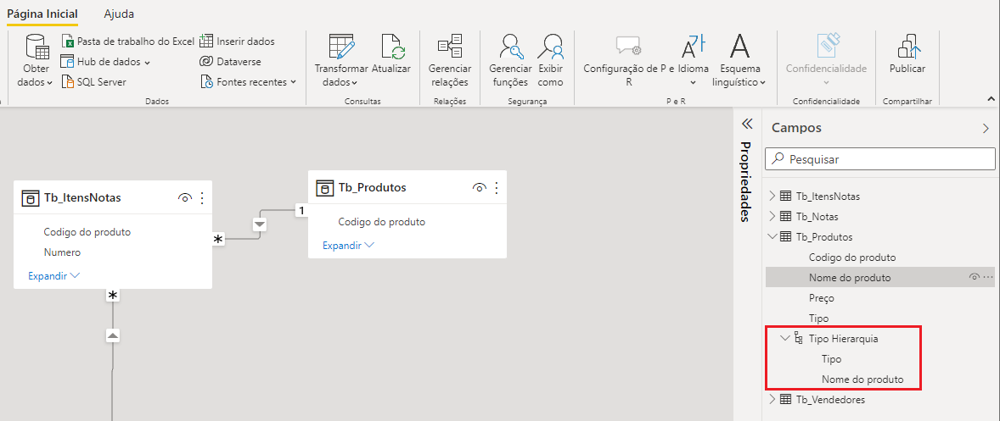 Página Inicial
Ajuda
Obter
dados
Pasta de trabalho do Excel
Hub de dados
SQL Server
Inserir dados
Dataverse
Fontes recentes
Dados
Transformar
dados
Atualizar
Consultas
Gerenciar
relações
Relações
Gerenciar
funções
Exibir
como
Segurança
Configuração de P e
R
Idioma
Esquema
linguístico
P e R
Confidencialidade
Confidencialidade
Publicar
Compartilhar
Tb_ItensNotas
Codigo do produto
Numero
Expandir
*
*
1
Tb_Produtos
Codigo do produto
Expandir
Propriedades
Campos
Pesquisar
Tb_ItensNotas
Tb_Notas
Tb_Produtos
Codigo do produto
Nome do produto
Preço
Tipo
Tipo Hierarquia
Tipo
Nome do produto
Tb_Vendedores